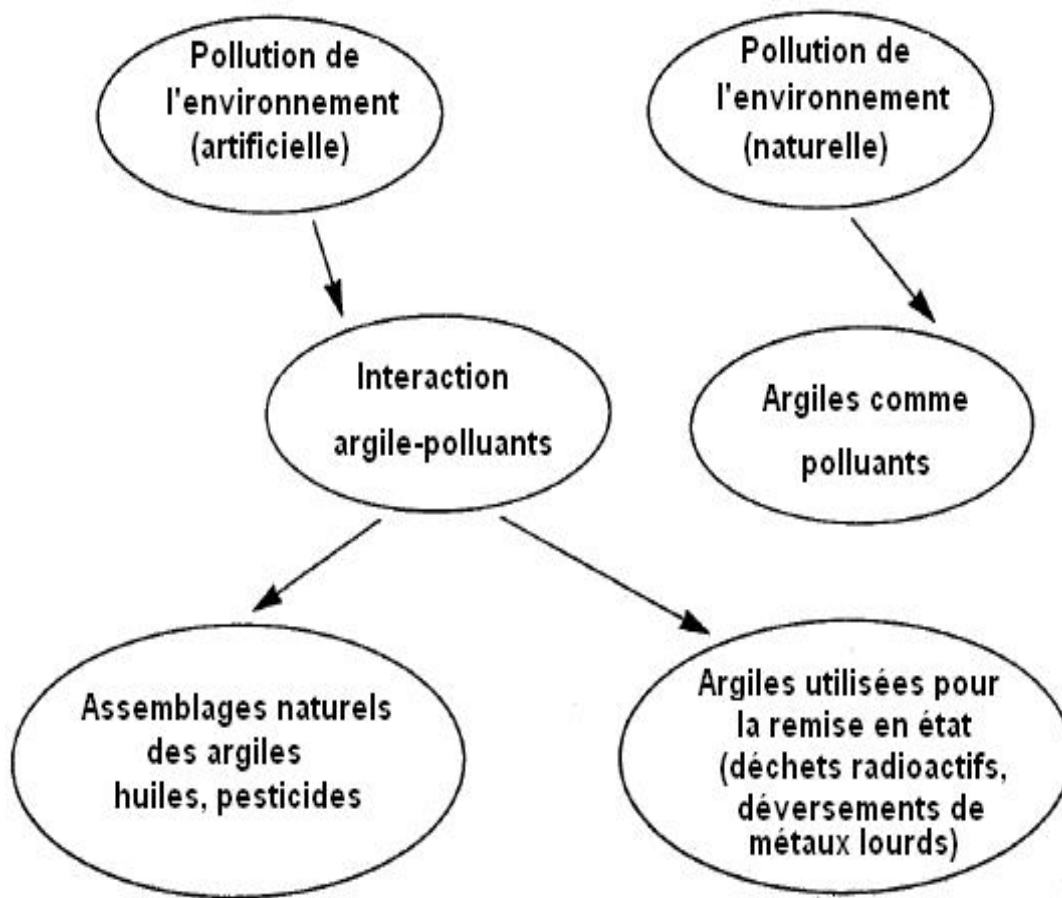 Pollution de
l'environnement
(artificielle)
Pollution de
l'environnement
(naturelle)
Interaction
argile-polluants
Argiles comme
polluants
Assemblages naturels
des argiles
huiles, pesticides
Argiles utilisées pour
la remise en état
(déchets radioactifs,
déversements de
métaux lourds)